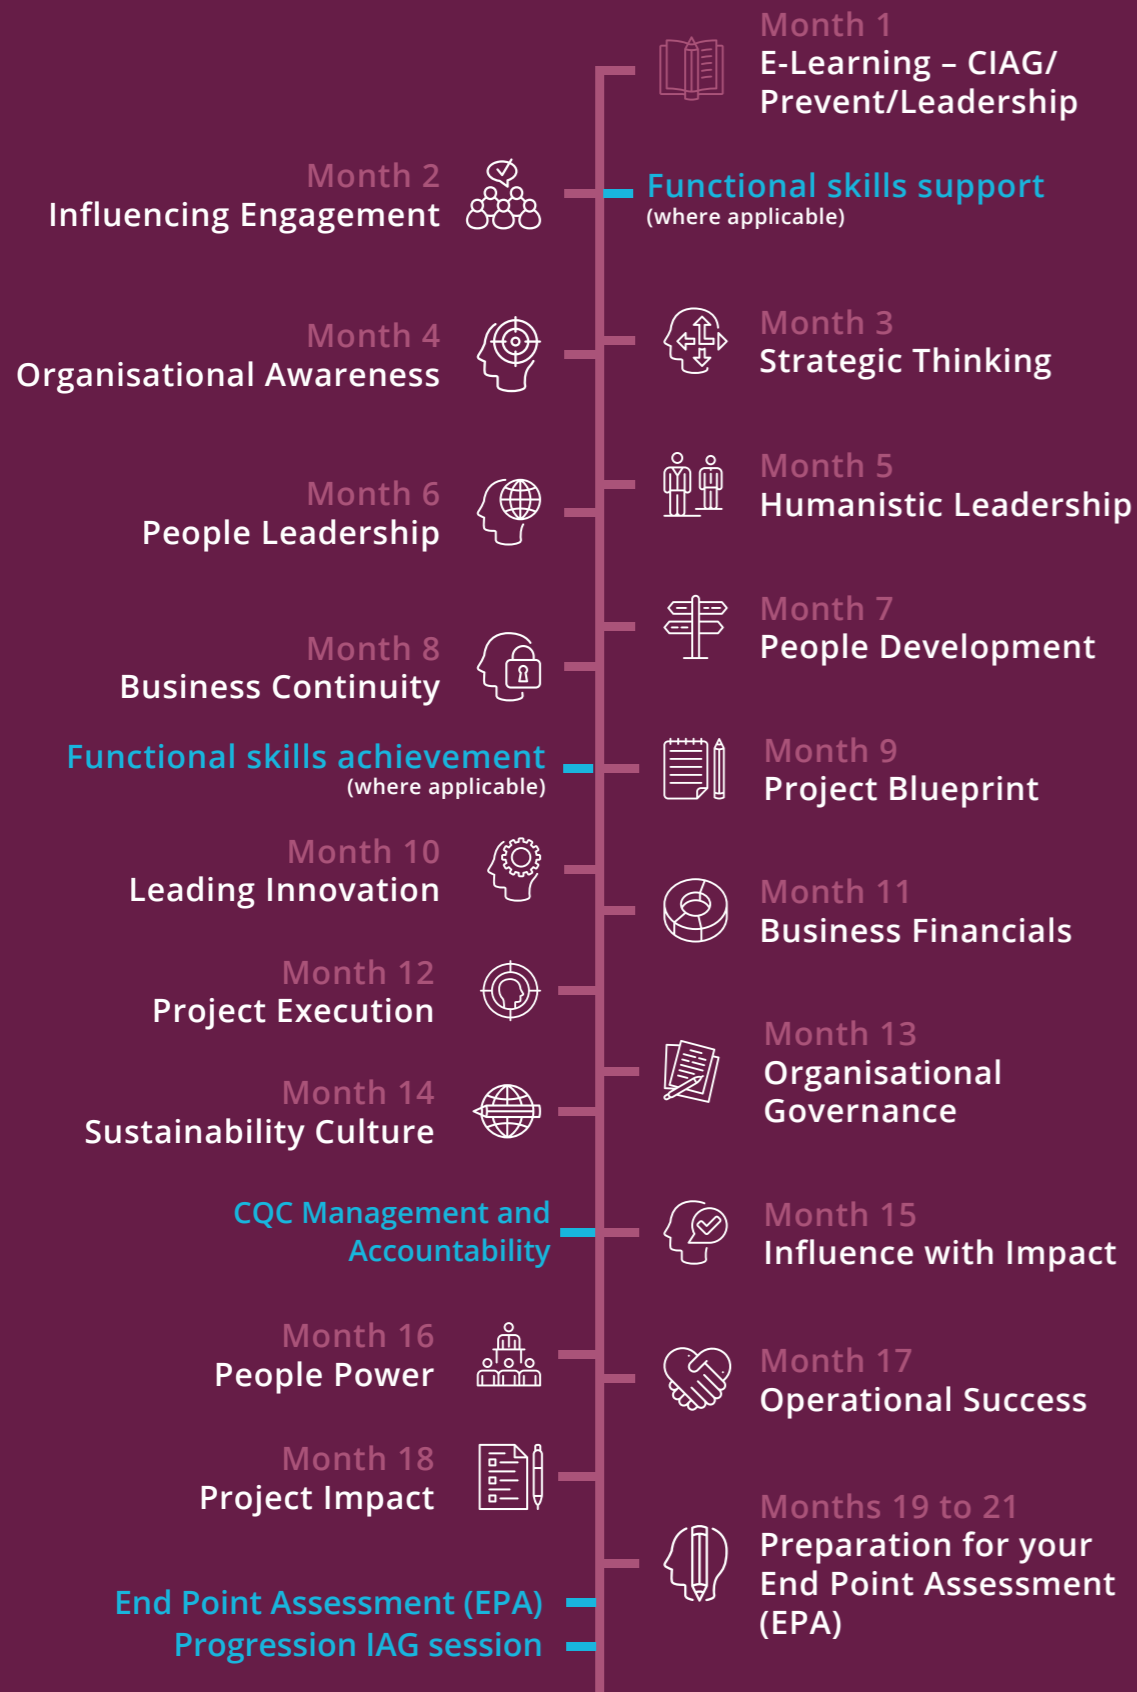 Month 1
E-Learning – CIAG/
Prevent/Leadership
Month 2
Influencing Engagement
Functional skills support
(where applicable)
Month 3
Strategic Thinking
Month 4
Organisational Awareness
Month 5
Humanistic Leadership
Month 6
People Leadership
Month 7
People Development
Month 8
Business Continuity
Functional skills achievement
(where applicable)
Month 9
Project Blueprint
Month 10
Leading Innovation
Month 11
Business Financials
Month 12
Project Execution
Month 13
Organisational
Governance
Month 14
Sustainability Culture
CQC Management and
Accountability
Month 15
Influence with Impact
Month 16
People Power
Month 17
Operational Success
Month 18
Project Impact
Months 19 to 21
Preparation for your
End Point Assessment
(EPA)
End Point Assessment (EPA)
Progression IAG session